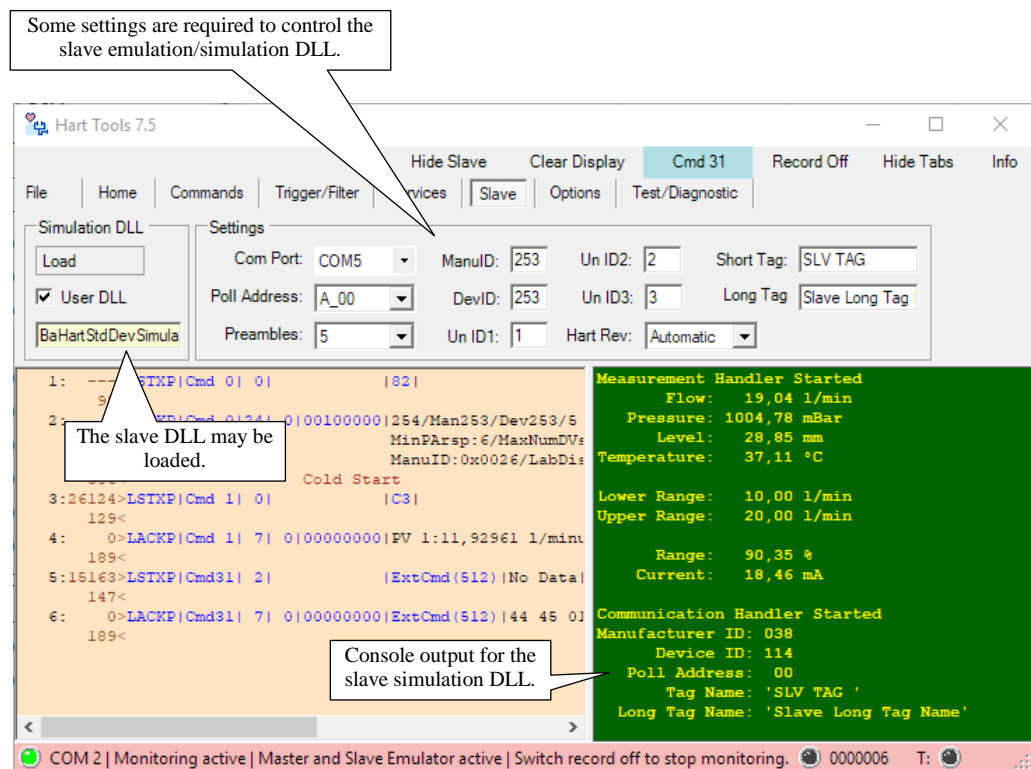 Some settings are required to control the
slave emulation/simulation DLL.
Hart Tools 7.5
Hide Slave Clear Display Cmd 31 Record Off Hide Tabs Info
File Home Commands Trigger/Filter Slave Options Test/Diagnostic
Simulation DLL
Load
User DLL
BaHartStdDevSimula
Settings
Com Port: COM5 ManuID: 253 Un ID2: 2 Short Tag: SLV TAG
Poll Address: A_00 DevID: 253 Un ID3: 3 Long Tag Slave Long Tag
Preambles: 5 Un ID1: 1 Hart Rev: Automatic
1: LSTXP|Cmd 0| 0| |82|
2: |Cmd 0|24| 0|00100000|254/Man253/Dev253/5
MinPArsp:6/MaxNumDVs
ManuID:0x0026/LabDis
Cold Start
3:26124>LSTXP|Cmd 1| 0| |C3|
129<
4: 0>LACKP|Cmd 1| 7| 0|00000000|PV 1:11,92961 l/minu
189<
5:15163>LSTXP|Cmd31| 2| |ExtCmd(512)|No Data|
147<
6: 0>LACKP|Cmd31| 7| 0|00000000|ExtCmd(512)|44 45 01
189<
The slave DLL may be
loaded.
Console output for the
slave simulation DLL.
Measurement Handler Started
Flow: 19,04 l/min
Pressure: 1004,78 mBar
Level: 28,85 mm
Temperature: 37,11 °C
Lower Range: 10,00 l/min
Upper Range: 20,00 l/min
Range: 90,35 %
Current: 18,46 mA
Communication Handler Started
Manufacturer ID: 038
Device ID: 114
Poll Address: 00
Tag Name: 'SLV TAG '
Long Tag Name: 'Slave Long Tag Name'
COM 2 | Monitoring active | Master and Slave Emulator active | Switch record off to stop monitoring. 0000006 T: